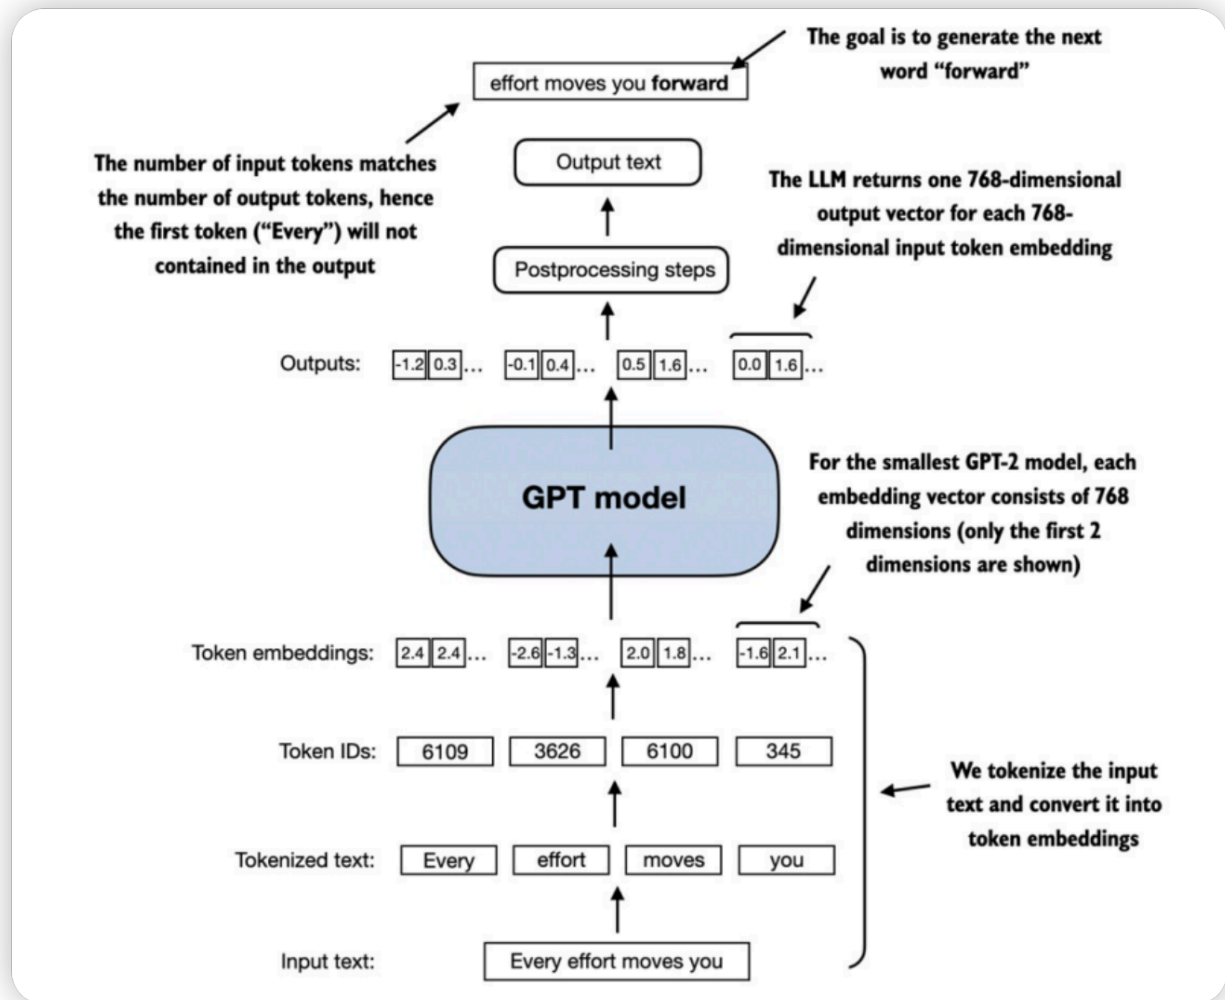 The goal is to generate the next
word “forward”
effort moves you forward
The number of input tokens matches
the number of output tokens, hence
the first token (“Every”) will not
contained in the output
Output text
The LLM returns one 768-dimensional
output vector for each 768-
dimensional input token embedding
Postprocessing steps
Outputs: -1.2 0.3 ... -0.1 0.4 ... 0.5 1.6 ... 0.0 1.6 ...
GPT model
For the smallest GPT-2 model, each
embedding vector consists of 768
dimensions (only the first 2
dimensions are shown)
Token embeddings: 2.4 2.4 ... -2.6 -1.3 ... 2.0 1.8 ... -1.6 2.1 ...
Token IDs: 6109 3626 6100 345
We tokenize the input
text and convert it into
token embeddings
Tokenized text: Every effort moves you
Input text: Every effort moves you